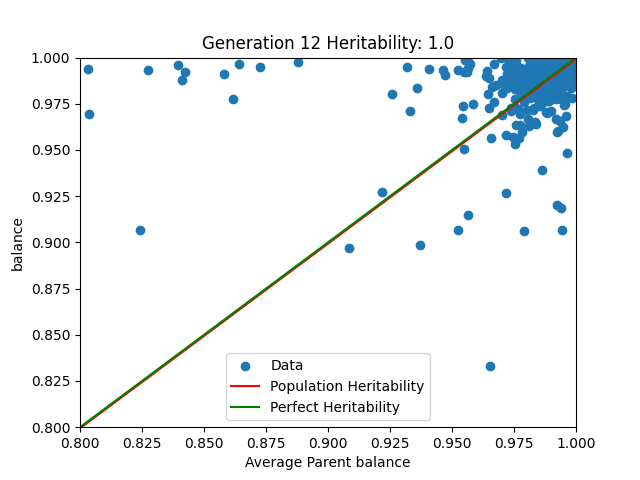 Generation 12 Heritability: 1.0
1.000
0.975
0.950
0.925
0.900
0.875
0.850
0.825
0.800
balance
Data
Population Heritability
Perfect Heritability
0.800 0.825 0.850 0.875 0.900 0.925 0.950 0.975 1.000
Average Parent balance